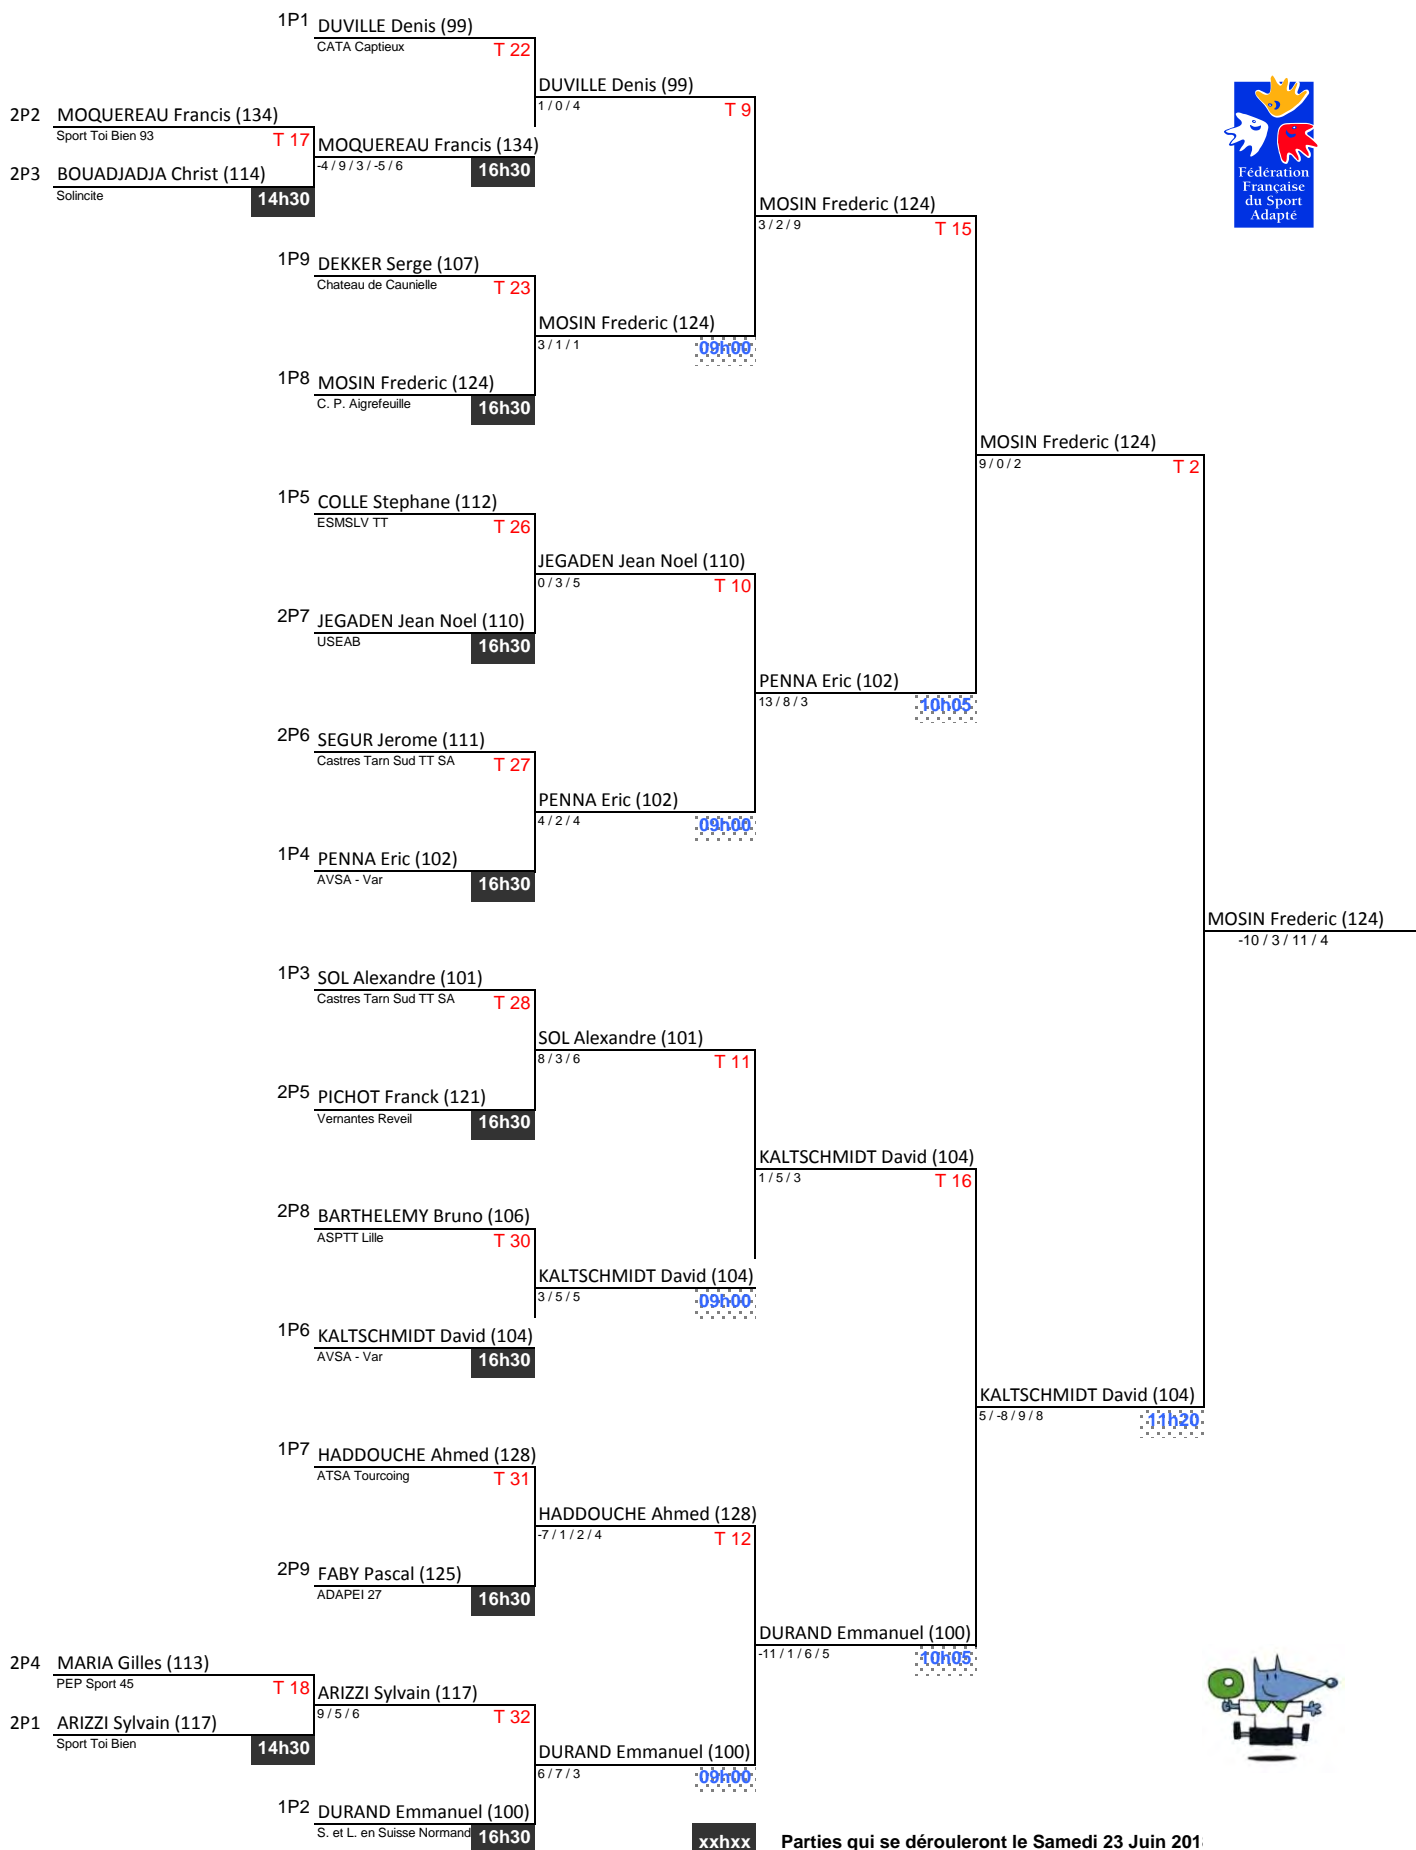 1P1 DUVILLE Denis (99)
CATA Captieux
T 22
DUVILLE Denis (99)
1 / 0 / 4
T 9
2P2 MOQUEREAU Francis (134)
Sport Toi Bien 93
T 17
MOQUEREAU Francis (134)
-4 / 9 / 3 / -5 / 6
16h30
2P3 BOUADJADJA Christ (114)
Solincite
14h30
Fédération
Française
du Sport
Adapté
MOSIN Frederic (124)
3 / 2 / 9
T 15
1P9 DEKKER Serge (107)
Chateau de Caunielle
T 23
MOSIN Frederic (124)
3 / 1 / 1
09h00
1P8 MOSIN Frederic (124)
C. P. Aigrefeuille
16h30
MOSIN Frederic (124)
9 / 0 / 2
T 2
1P5 COLLE Stephane (112)
ESMSLV TT
T 26
JEGADEN Jean Noel (110)
0 / 3 / 5
T 10
2P7 JEGADEN Jean Noel (110)
USEAB
16h30
PENNA Eric (102)
13 / 8 / 3
10h05
2P6 SEGUR Jerome (111)
Castres Tarn Sud TT SA
T 27
PENNA Eric (102)
4 / 2 / 4
09h00
1P4 PENNA Eric (102)
AVSA - Var
16h30
MOSIN Frederic (124)
-10 / 3 / 11 / 4
1P3 SOL Alexandre (101)
Castres Tarn Sud TT SA
T 28
SOL Alexandre (101)
8 / 3 / 6
T 11
2P5 PICHOT Franck (121)
Vernantes Reveil
16h30
KALTSCHMIDT David (104)
1 / 5 / 3
T 16
2P8 BARTHELEMY Bruno (106)
ASPTT Lille
T 30
KALTSCHMIDT David (104)
3 / 5 / 5
09h00
1P6 KALTSCHMIDT David (104)
AVSA - Var
16h30
KALTSCHMIDT David (104)
5 / -8 / 9 / 8
11h20
1P7 HADDOUCHE Ahmed (128)
ATSA Tourcoing
T 31
HADDOUCHE Ahmed (128)
-7 / 1 / 2 / 4
T 12
2P9 FABY Pascal (125)
ADAPEI 27
16h30
DURAND Emmanuel (100)
-11 / 1 / 6 / 5
10h05
2P4 MARIA Gilles (113)
PEP Sport 45
T 18
ARIZZI Sylvain (117)
9 / 5 / 6
T 32
2P1 ARIZZI Sylvain (117)
Sport Toi Bien
14h30
DURAND Emmanuel (100)
6 / 7 / 3
09h00
1P2 DURAND Emmanuel (100)
S. et L. en Suisse Normand
16h30
xxhxx Parties qui se dérouleront le Samedi 23 Juin 201